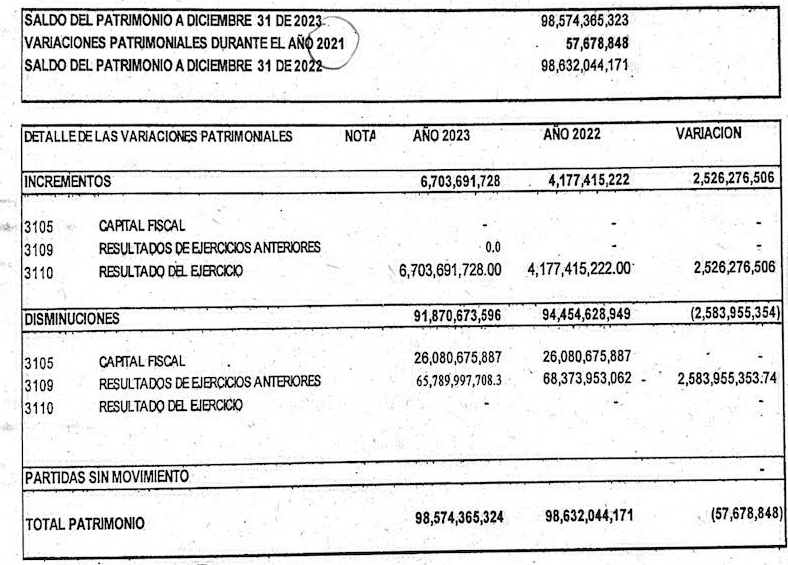 SALDO DEL PATRIMONIO A DICIEMBRE 31 DE 2023 98,574,365,323
VARIACIONES PATRIMONIALES DURANTE EL AÑO 2021 57,678,848
SALDO DEL PATRIMONIO A DICIEMBRE 31 DE 2022 98,632,044,171
DETALLE DE LAS VARIACIONES PATRIMONIALES NOTA AÑO 2023 AÑO 2022 VARIACION
INCREMENTOS 6,703,691,728 4,177,415,222 2,526,276,506
3105 CAPITAL FISCAL - - -
3109 RESULTADOS DE EJERCICIOS ANTERIORES 0.0 - -
3110 RESULTADO DEL EJERCICIO 6,703,691,728.00 4,177,415,222.00 2,526,276,506
DISMINUCIONES 91,870,673,596 94,454,628,949 (2,583,955,354)
3105 CAPITAL FISCAL 26,080,675,887 26,080,675,887 -
3109 RESULTADOS DE EJERCICIOS ANTERIORES 65,789,997,708.3 68,373,953,062 - 2,583,955,353.74
3110 RESULTADO DEL EJERCICIO - - -
PARTIDAS SIN MOVIMIENTO -
TOTAL PATRIMONIO 98,574,365,324 98,632,044,171 (57,678,848)